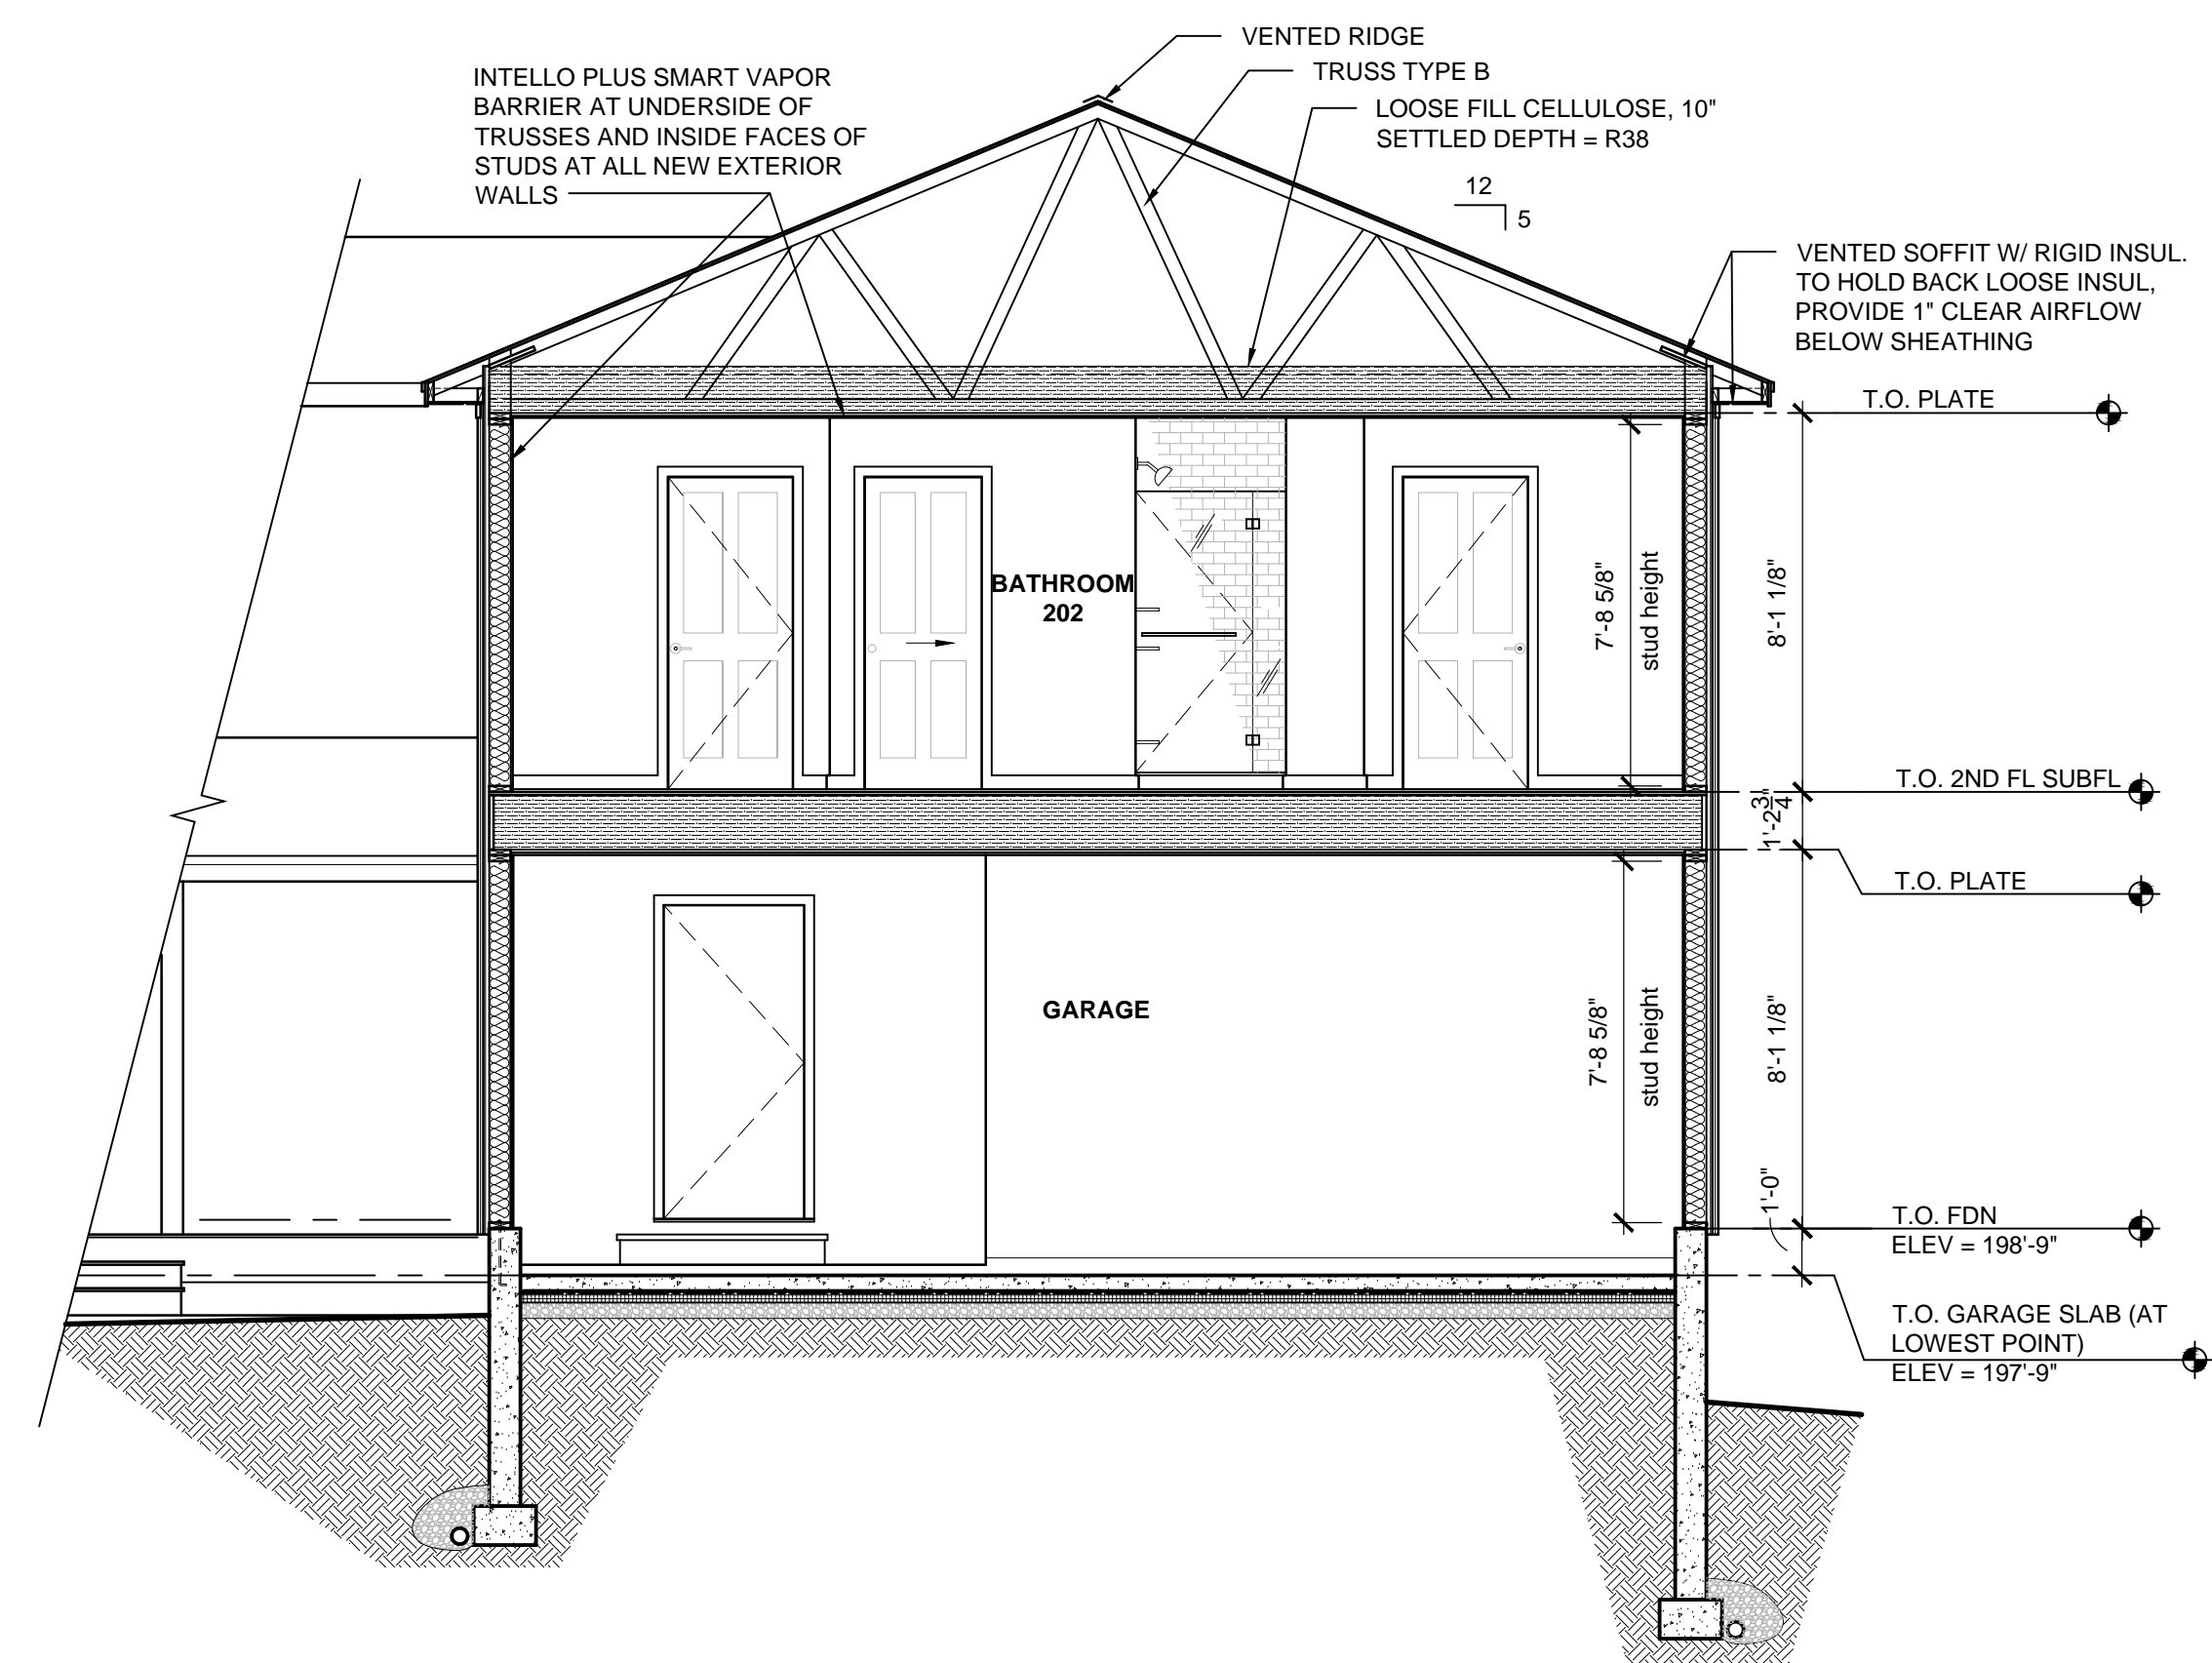 VENTED RIDGE
TRUSS TYPE B
LOOSE FILL CELLULOSE, 10"
SETTLED DEPTH = R38
INTELLO PLUS SMART VAPOR
BARRIER AT UNDERSIDE OF
TRUSSES AND INSIDE FACES OF
STUDS AT ALL NEW EXTERIOR
WALLS
12
5
VENTED SOFFIT W/ RIGID INSUL.
TO HOLD BACK LOOSE INSUL,
PROVIDE 1" CLEAR AIRFLOW
BELOW SHEATHING
T.O. PLATE
BATHROOM
202
7'-8 5/8"
stud height
8'-1 1/8"
T.O. 2ND FL SUBFL
1'-2 3/4"
T.O. PLATE
GARAGE
7'-8 5/8"
stud height
8'-1 1/8"
1'-0"
T.O. FDN
ELEV = 198'-9"
T.O. GARAGE SLAB (AT
LOWEST POINT)
ELEV = 197'-9"